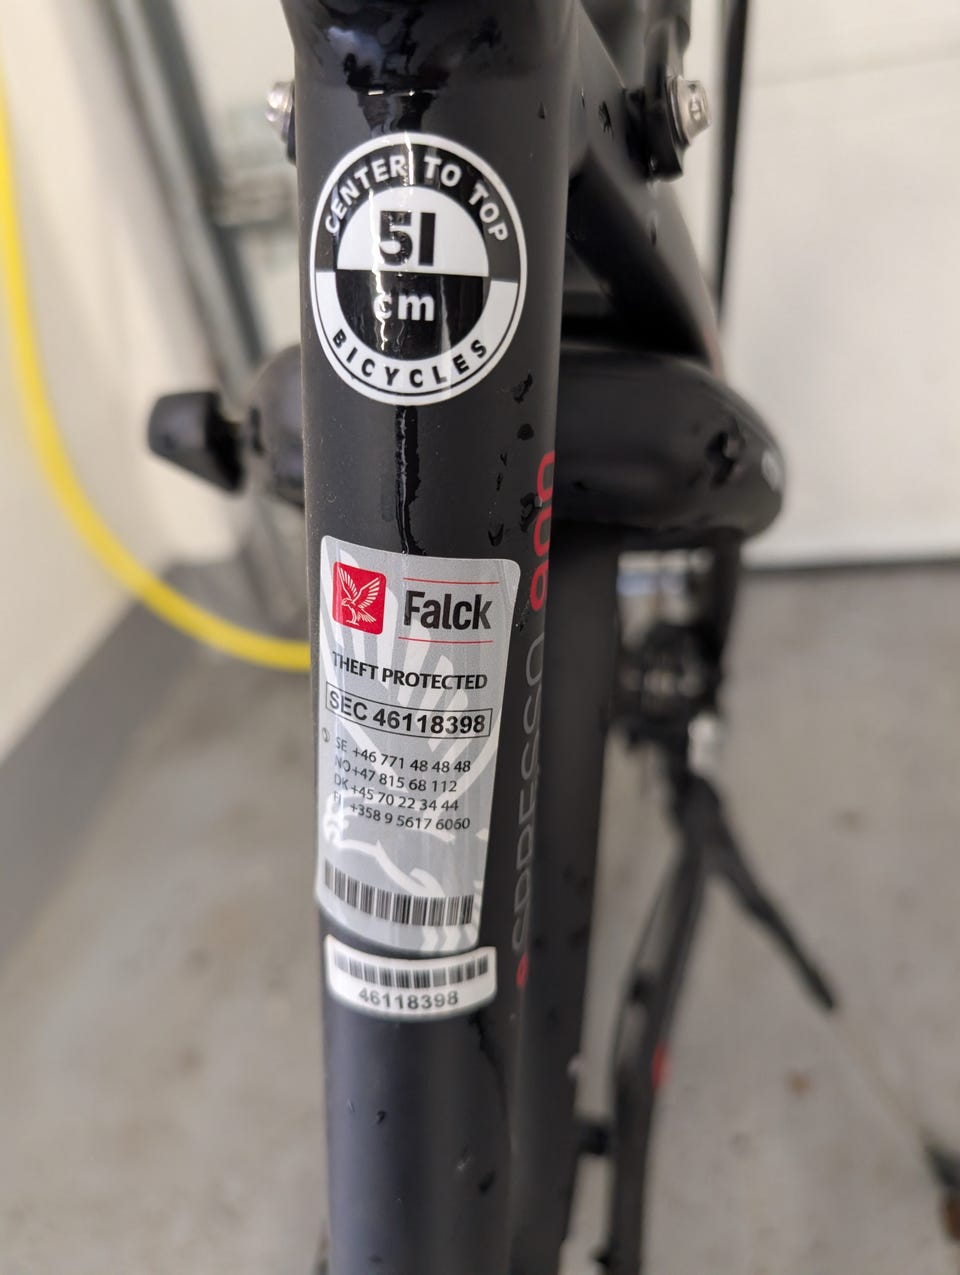 CENTER TO TOP
51
cm
BICYCLES
Falck
THEFT PROTECTED
SEC 46118398
SE +46 771 48 48 48
NO +47 815 68 112
DK +45 70 22 34 44
FI +358 9 5617 6060
46118398
eSPRESSO 900